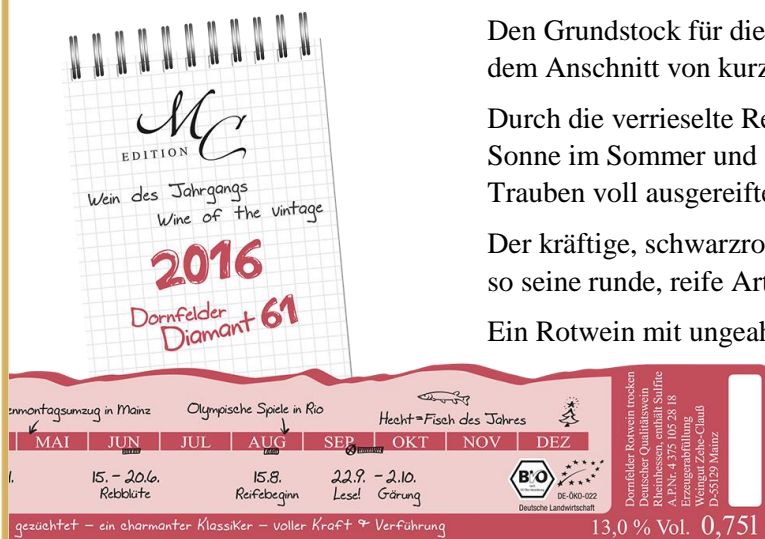 MC
EDITION
Wein des Jahrgangs
Wine of the vintage
2016
Dornfelder
Diamant 61
Den Grundstock für die
dem Anschnitt von kurz
Durch die verrieselte Re
Sonne im Sommer und
Trauben voll ausgereifte
Der kräftige, schwarzro
so seine runde, reife Art
Ein Rotwein mit ungeah
enmontagsumzug in Mainz
Olympische Spiele in Rio
Hecht=Fisch des Jahres
MAI JUN JUL AUG SEP OKT NOV DEZ
15. – 20.6.
Rebblüte
15.8.
Reifebeginn
22.9. – 2.10.
Lese! Gärung
BIO
DE-ÖKO-022
Deutsche Landwirtschaft
gezüchtet – ein charmanter Klassiker – voller Kraft & Verführung
Dornfelder Rotwein trocken
Deutscher Qualitätswein
Rheinhessen, enthält Sulfite
A.P.Nr. 4 375 105 28 18
Erzeugerabfüllung
Weingut Zehe-Clauß
D-55129 Mainz
13,0 % Vol. 0,75l